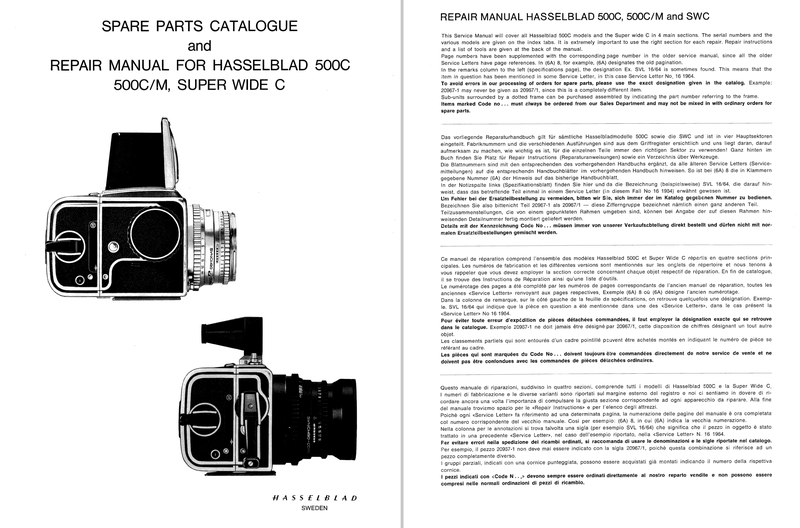 SPARE PARTS CATALOGUE
and
REPAIR MANUAL FOR HASSELBLAD 500C
500C/M, SUPER WIDE C
HASSELBLAD
SWEDEN
REPAIR MANUAL HASSELBLAD 500C, 500C/M and SWC
This Service Manual will cover all Hasselblad 500C models and the Super wide C in 4 main sections. The serial numbers and the
various models are given on the index tabs. It is extremely important to use the right section for each repair. Repair instructions
and a list of tools are given at the back of the manual.
Page numbers have been supplemented with the corresponding page number in the older service manual, since all the older
Service Letters have page references. In (6A) 8, for example, (6A) designates the old pagination.
In the remarks column to the left (specifications page), the designation Ex. SVL 16/64 is sometimes found. This means that the
item in question has been mentioned in some Service Letter, in this case Service Letter No. 16 1964.
To avoid errors in our processing of orders for spare parts, please use the exact designation given in the catalog. Example:
20967-1 may never be given as 20967/1, since this is a completely different item.
Sub-units surrounded by a dotted frame can be purchased assembled by indicating the part number referring to the frame.
Items marked Code no... must always be ordered from our Sales Department and may not be mixed in with ordinary orders for
spare parts.
Das vorliegende Reparaturhandbuch gilt für sämtliche Hasselbladmodelle 500C sowie die SWC und ist in vier Hauptsektoren
eingeteilt. Fabriknummern und die verschiedenen Ausführungen sind aus dem Griffregister ersichtlich und uns liegt daran, darauf
aufmerksam zu machen, wie wichtig es ist, für die einzelnen Teile immer den richtigen Sektor zu verwenden! Ganz hinten im
Buch finden Sie Platz für Repair Instructions (Reparaturanweisungen) sowie ein Verzeichnis über Werkzeuge.
Die Blattnummern sind mit den entsprechenden des vorhergehenden Handbuchs ergänzt, da alle älteren Service Letters (Service-
mitteilungen) auf die entsprechenden Handbuchblätter im vorhergehenden Handbuch hinweisen. So ist bei (6A) 8 die in Klammern
gegebene Nummer (6A) der Hinweis auf das bisherige Handbuchblatt.
In der Notizspalte links (Spezifikationsblatt) finden Sie hier und da die Bezeichnung (beispielsweise) SVL 16/64, die darauf hin-
weist, dass das betreffende Teil einmal in einem Service Letter (in diesem Fall No 16 1964) erwähnt gewesen ist.
Um Fehler bei der Ersatzteilbestellung zu vermeiden, bitten wir Sie, sich immer der im Katalog gegebenen Nummer zu bedienen.
Bezeichnen Sie also bitte nicht Teil 20967-1 als 20967/1 — diese Zifferngruppe bezeichnet nämlich einen ganz anderen Teil.
Teilzusammenstellungen, die von einem gepunkteten Rahmen umgeben sind, können bei Angabe der auf diesen Rahmen hin-
weisenden Detailnummer fertig montiert geliefert werden.
Details mit der Kennzeichnung Code No... müssen immer von unserer Verkaufsabteilung direkt bestellt und dürfen nicht mit nor-
malen Ersatzteilbestellungen gemischt werden.
Ce manuel de réparation comprend l'ensemble des modèles Hasselblad 500C et Super Wide C répartis en quatre sections prin-
cipales. Les numéros de fabrication et les différentes versions sont mentionnés sur les onglets de répertoire et nous tenons à
vous rappeler que vous devez employer la section correcte concernant chaque objet respectif de réparation. En fin de catalogue,
il se trouve des Instructions de Réparation ainsi qu'une liste d'outils.
Le numérotage des pages a été complété par les numéros de pages correspondants de l'ancien manuel de réparation, toutes les
anciennes «Service Letters» renvoyant aux pages respectives. Exemple (6A) 8 où (6A) désigne l'ancien numérotage.
Dans la colonne de remarque, sur le côté gauche de la feuille de spécifications, on retrouve quelquefois une désignation. Exemp-
le. SVL 16/64 qui indique que la pièce en question a été mentionnée dans une des «Service Letters», dans le cas présent la
«Service Letter» No 16 1964.
Pour éviter toute erreur d'expédition de pièces détachées commandées, il faut employer la désignation exacte qui se retrouve
dans le catalogue. Exemple 20967-1 ne doit jamais être désigné par 20967/1, cette disposition de chiffres désignant un tout autre
objet.
Les classements partiels qui sont entourés d'un cadre pointillé peuvent être achetés montés en indiquant le numéro de pièce se
référant au cadre.
Les pièces qui sont marquées du Code No... doivent toujours être commandées directement de notre service de vente et ne
doivent pas être confondues avec les commandes de pièces détachées ordinaires.
Questo manuale di riparazione, suddiviso in quattro sezioni, comprende tutti i modelli di Hasselblad 500C e la Super Wide C.
I numeri di fabbricazione e le diverse varianti sono riportati sul margine esterno del registro e noi ci sentiamo in dovere di ri-
cordare ancora una volta l'importanza di compulsare la giusta sezione corrispondente ad ogni apparecchio da riparare. Alla fine
del manuale trovismo spazio per le «Repair Instructions» e per l'elenco degli attrezzi.
Poiché ogni «Service Letter» fa riferimento ad una determinata pagina, la numerazione delle pagine del manuale è ora completata
col numero corrispondente del vecchio manuale. Cosi per esempio: (6A) 8, in cui (6A) indica la vecchia numerazione.
Nella colonna per le annotazioni si trova talvolta una sigla (per esempio SVL 16/64) che significa che il pezzo in oggetto è stato
trattato in una precedente «Service Letter», nel caso dell'esempio riportato, nella «Service Letter» N. 16 1964.
Per evitare errori nella spedizione dei ricambi ordinati, si raccomanda di usare le denominazioni e le sigle riportate nel catalogo.
Per esempio, il pezzo 20957-1 non deve mai essere indicato con la sigla 20967/1, poiché questa combinazione si riferisce ad un
pezzo completamente diverso.
I gruppi parziali, indicati con una cornice punteggiata, possono essere acquistati già montati indicando il numero della rispettiva
cornice.
I pezzi indicati con «Code N...» devono sempre essere ordinati direttamente al nostro reparto vendite e non possono essere
compresi nelle normali ordinazioni di pezzi di ricambio.